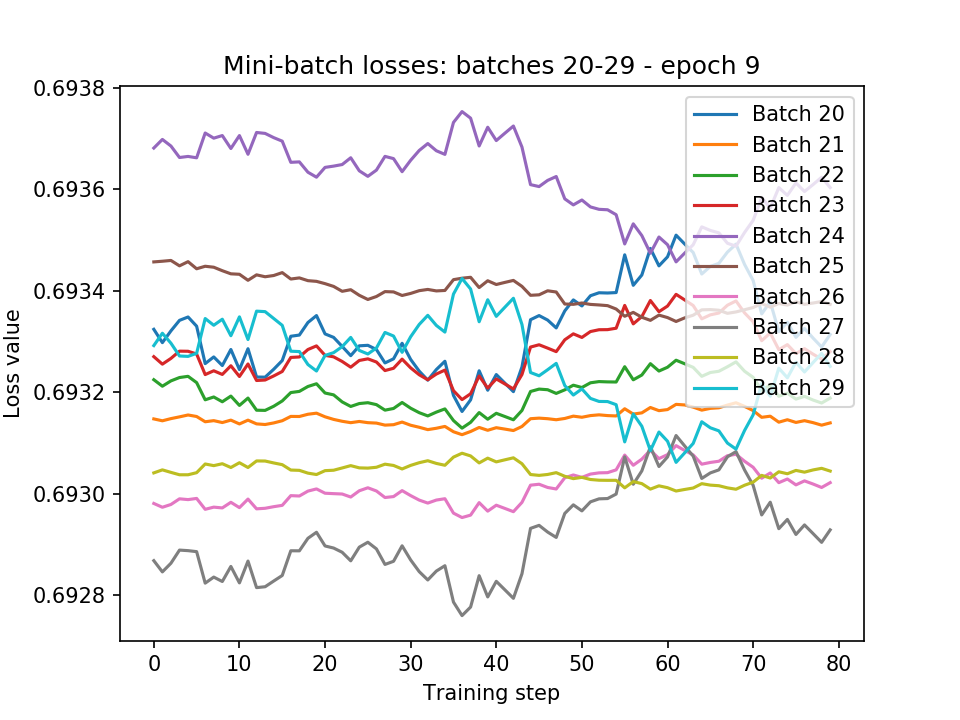 Mini-batch losses: batches 20-29 - epoch 9
0.6938
0.6936
0.6934
0.6932
0.6930
0.6928
Loss value
0 10 20 30 40 50 60 70 80
Training step
Batch 20
Batch 21
Batch 22
Batch 23
Batch 24
Batch 25
Batch 26
Batch 27
Batch 28
Batch 29